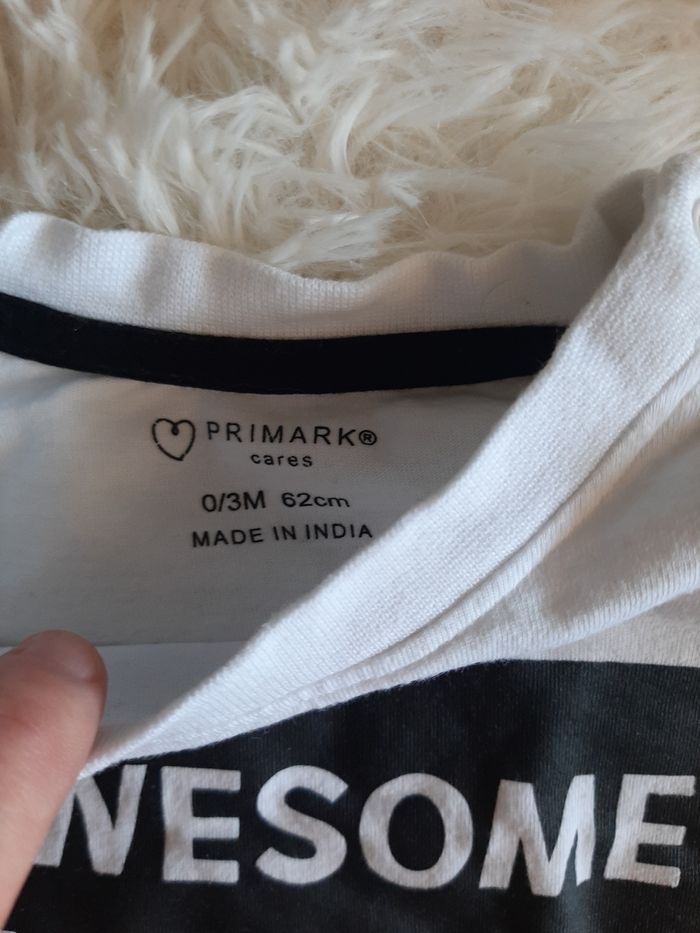 PRIMARK®
cares
0/3M 62cm
MADE IN INDIA
WESOME